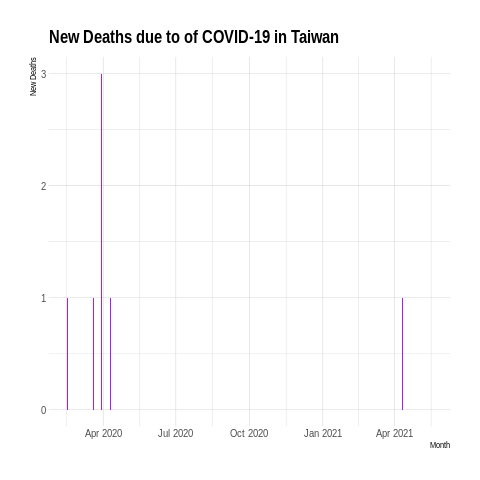 New Deaths due to of COVID-19 in Taiwan
New Deaths
3
2
1
0
Apr 2020 Jul 2020 Oct 2020 Jan 2021 Apr 2021
Month